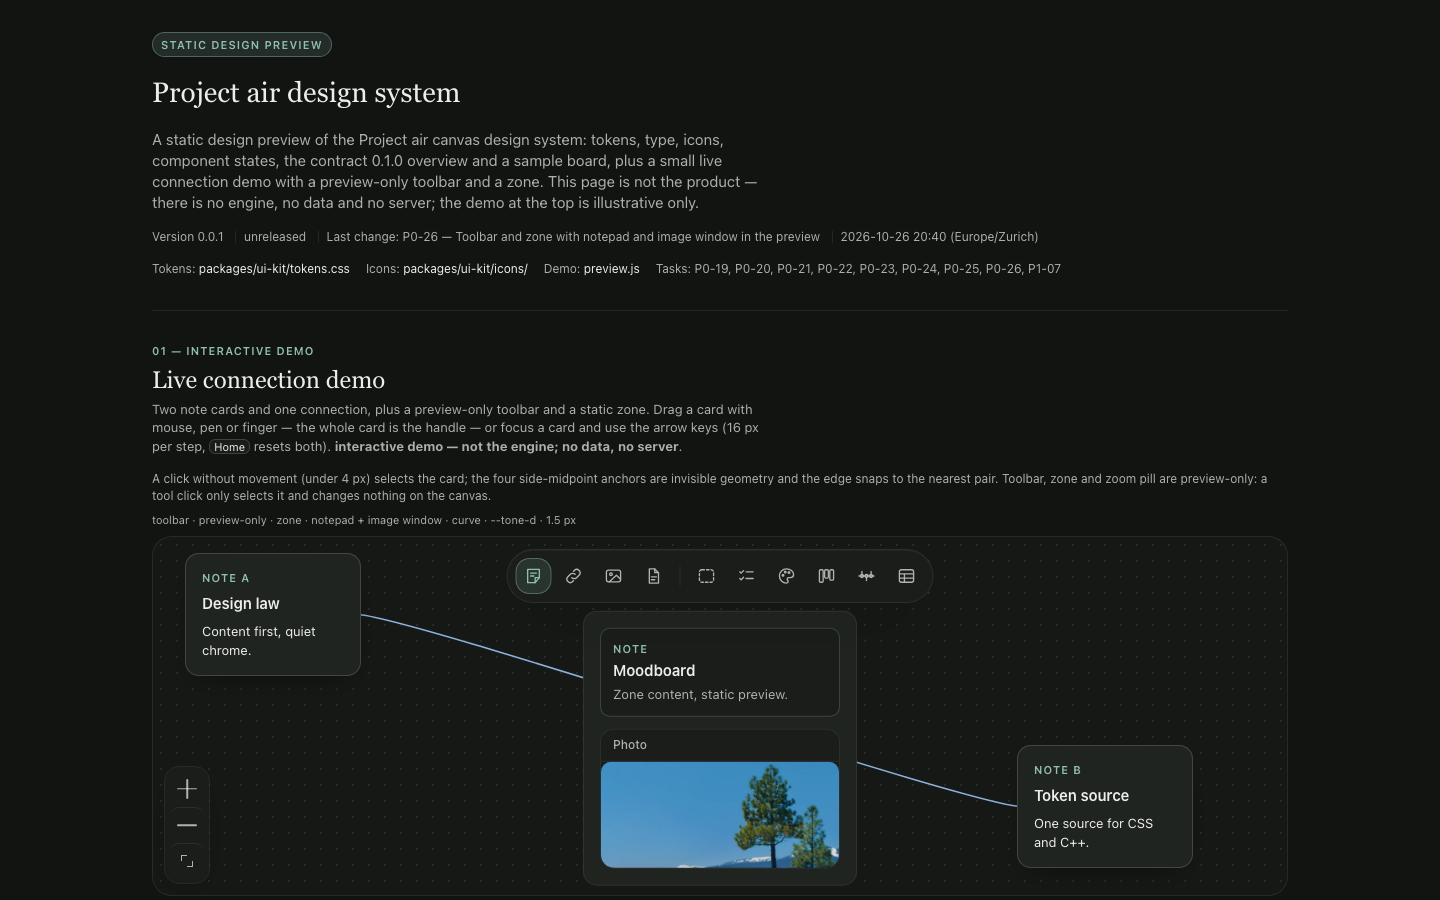 STATIC DESIGN PREVIEW
Project air design system
A static design preview of the Project air canvas design system: tokens, type, icons,
component states, the contract 0.1.0 overview and a sample board, plus a small live
connection demo with a preview-only toolbar and a zone. This page is not the product —
there is no engine, no data and no server; the demo at the top is illustrative only.
Version 0.0.1 unreleased Last change: P0-26 — Toolbar and zone with notepad and image window in the preview 2026-10-26 20:40 (Europe/Zurich)
Tokens: packages/ui-kit/tokens.css Icons: packages/ui-kit/icons/ Demo: preview.js Tasks: P0-19, P0-20, P0-21, P0-22, P0-23, P0-24, P0-25, P0-26, P1-07
01 — INTERACTIVE DEMO
Live connection demo
Two note cards and one connection, plus a preview-only toolbar and a static zone. Drag a card with
mouse, pen or finger — the whole card is the handle — or focus a card and use the arrow keys (16 px
per step, Home resets both). interactive demo — not the engine; no data, no server.
A click without movement (under 4 px) selects the card; the four side-midpoint anchors are invisible geometry and the edge snaps to the nearest pair. Toolbar, zone and zoom pill are preview-only: a
tool click only selects it and changes nothing on the canvas.
toolbar · preview-only · zone · notepad + image window · curve · --tone-d · 1.5 px
NOTE A
Design law
Content first, quiet
chrome.
NOTE
Moodboard
Zone content, static preview.
Photo
NOTE B
Token source
One source for CSS
and C++.